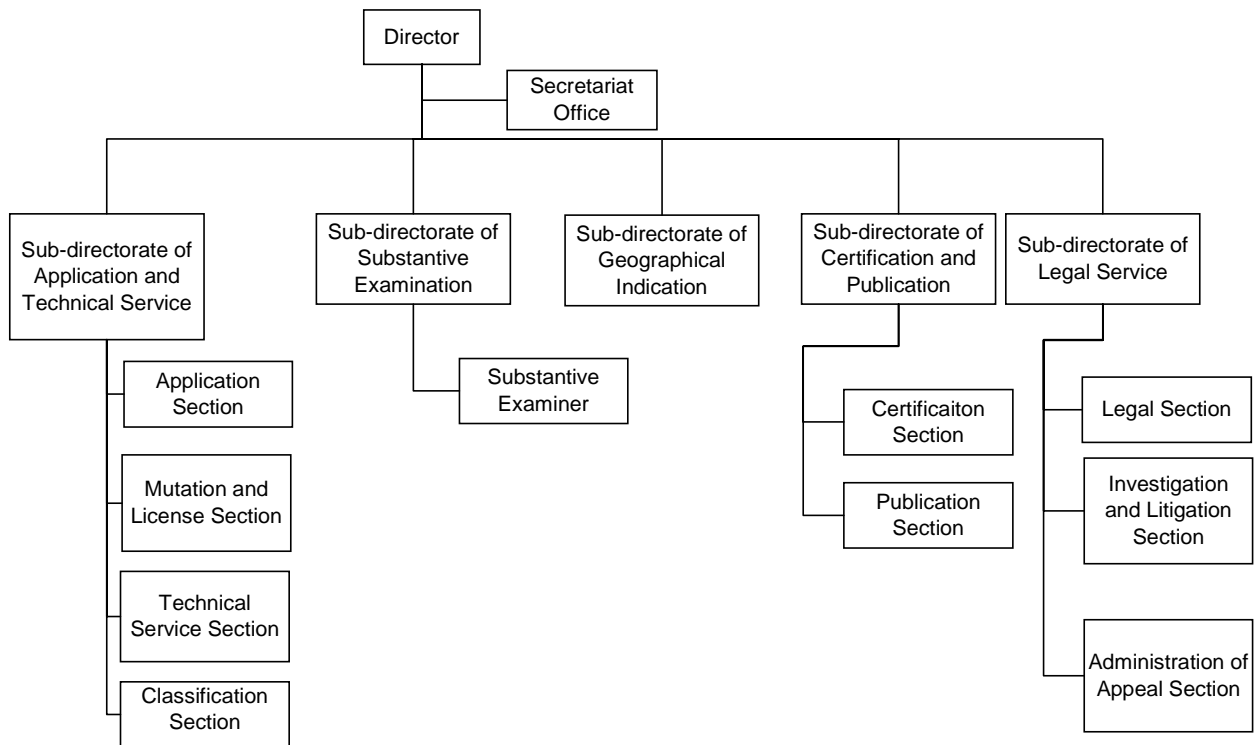 Director
Secretariat
Office
Sub-directorate of
Application and
Technical Service
Sub-directorate of
Substantive
Examination
Sub-directorate of
Geographical
Indication
Sub-directorate of
Certification and
Publication
Sub-directorate of
Legal Service
Application
Section
Mutation and
License Section
Technical
Service Section
Classification
Section
Substantive
Examiner
Certificaiton
Section
Publication
Section
Legal Section
Investigation
and Litigation
Section
Administration of
Appeal Section